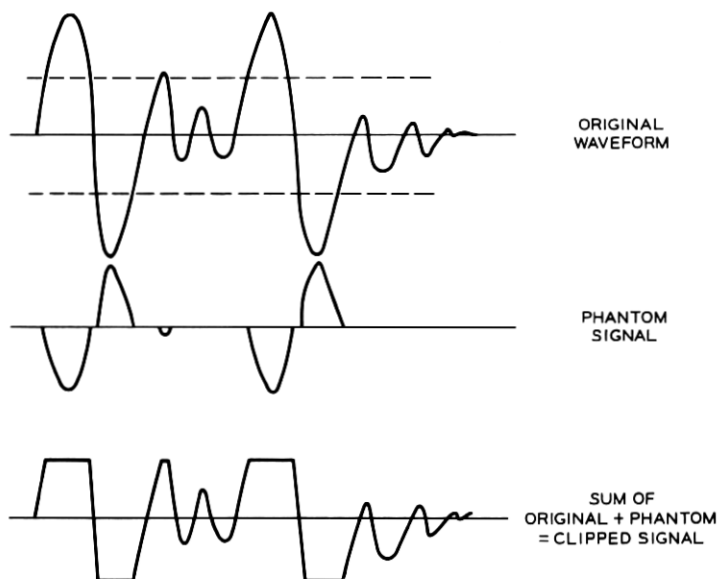 ORIGINAL
WAVEFORM
PHANTOM
SIGNAL
SUM OF
ORIGINAL + PHANTOM
= CLIPPED SIGNAL